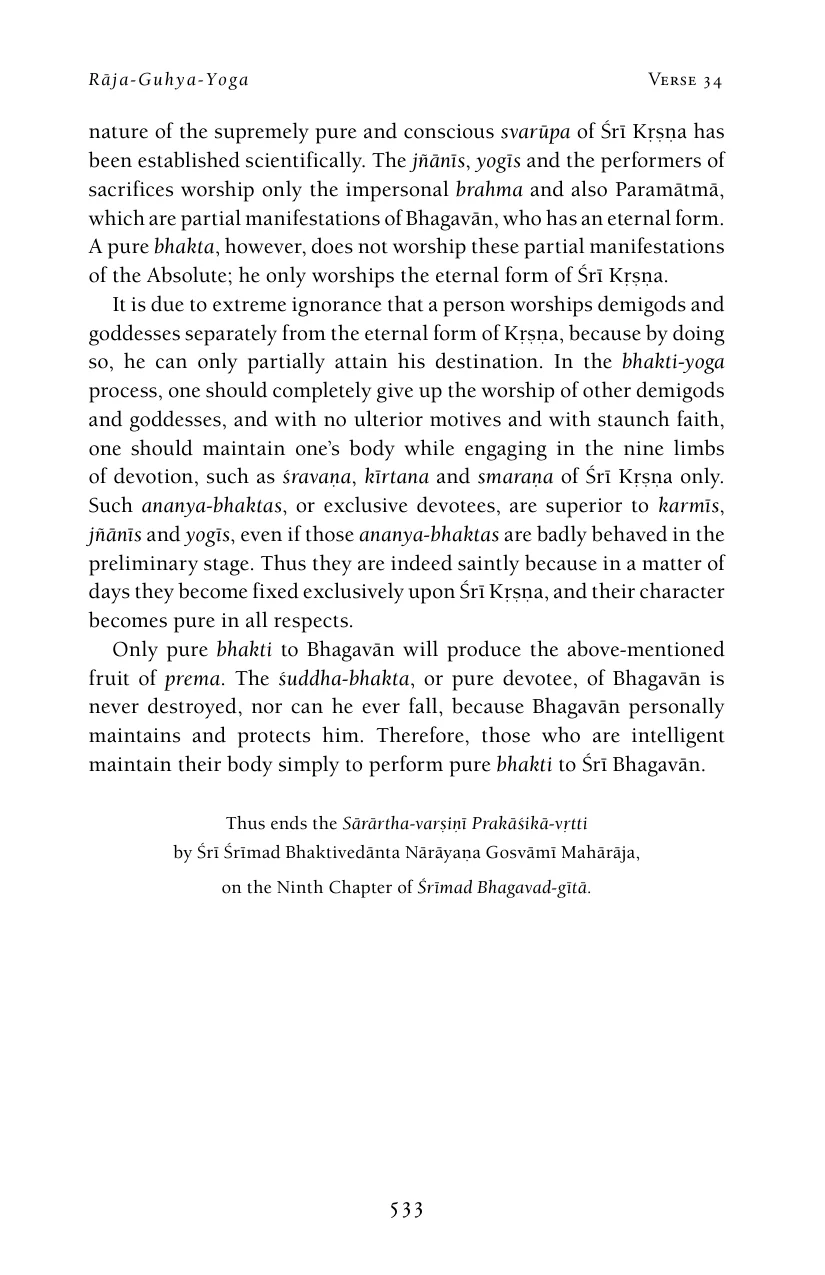 Rāja-Guhya-Yoga Verse 34
nature of the supremely pure and conscious svarūpa of Śrī Kṛṣṇa has
been established scientifically. The jñānīs, yogīs and the performers of
sacrifices worship only the impersonal brahma and also Paramātmā,
which are partial manifestations of Bhagavān, who has an eternal form.
A pure bhakta, however, does not worship these partial manifestations
of the Absolute; he only worships the eternal form of Śrī Kṛṣṇa.
It is due to extreme ignorance that a person worships demigods and
goddesses separately from the eternal form of Kṛṣṇa, because by doing
so, he can only partially attain his destination. In the bhakti-yoga
process, one should completely give up the worship of other demigods
and goddesses, and with no ulterior motives and with staunch faith,
one should maintain one’s body while engaging in the nine limbs
of devotion, such as śravaṇa, kīrtana and smaraṇa of Śrī Kṛṣṇa only.
Such ananya-bhaktas, or exclusive devotees, are superior to karmīs,
jñānīs and yogīs, even if those ananya-bhaktas are badly behaved in the
preliminary stage. Thus they are indeed saintly because in a matter of
days they become fixed exclusively upon Śrī Kṛṣṇa, and their character
becomes pure in all respects.
Only pure bhakti to Bhagavān will produce the above-mentioned
fruit of prema. The śuddha-bhakta, or pure devotee, of Bhagavān is
never destroyed, nor can he ever fall, because Bhagavān personally
maintains and protects him. Therefore, those who are intelligent
maintain their body simply to perform pure bhakti to Śrī Bhagavān.
Thus ends the Sārārtha-varṣiṇī Prakāśikā-vṛtti
by Śrī Śrīmad Bhaktivedānta Nārāyaṇa Gosvāmī Mahārāja,
on the Ninth Chapter of Śrīmad Bhagavad-gītā.
533